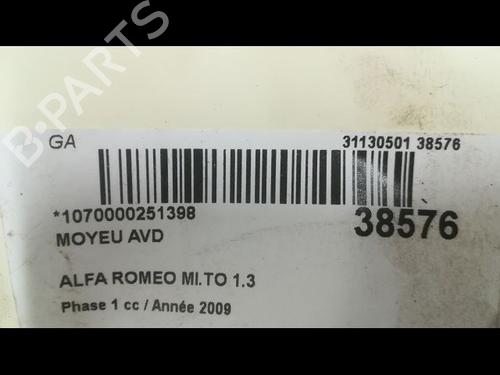 GA
31130501 38576
*1070000251398
38576
MOYEU AVD
ALFA ROMEO MI.TO 1.3
Phase 1 cc / Année 2009
B-PARTS